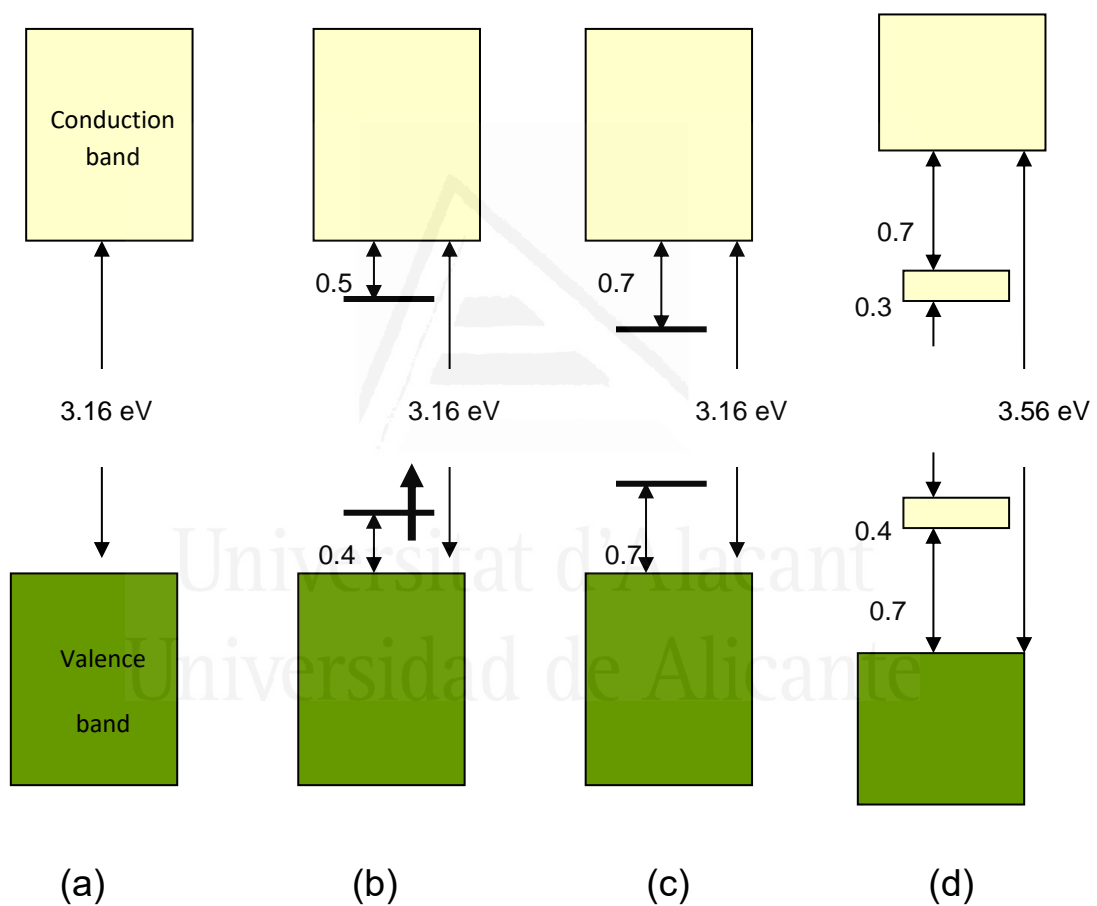 Conduction
band
0.5
0.7
0.7
0.3
3.16 eV
3.16 eV
3.16 eV
3.56 eV
0.4
0.7
0.4
0.7
Universitat d'Alacant
Universidad de Alicante
Valence
band
(a)
(b)
(c)
(d)